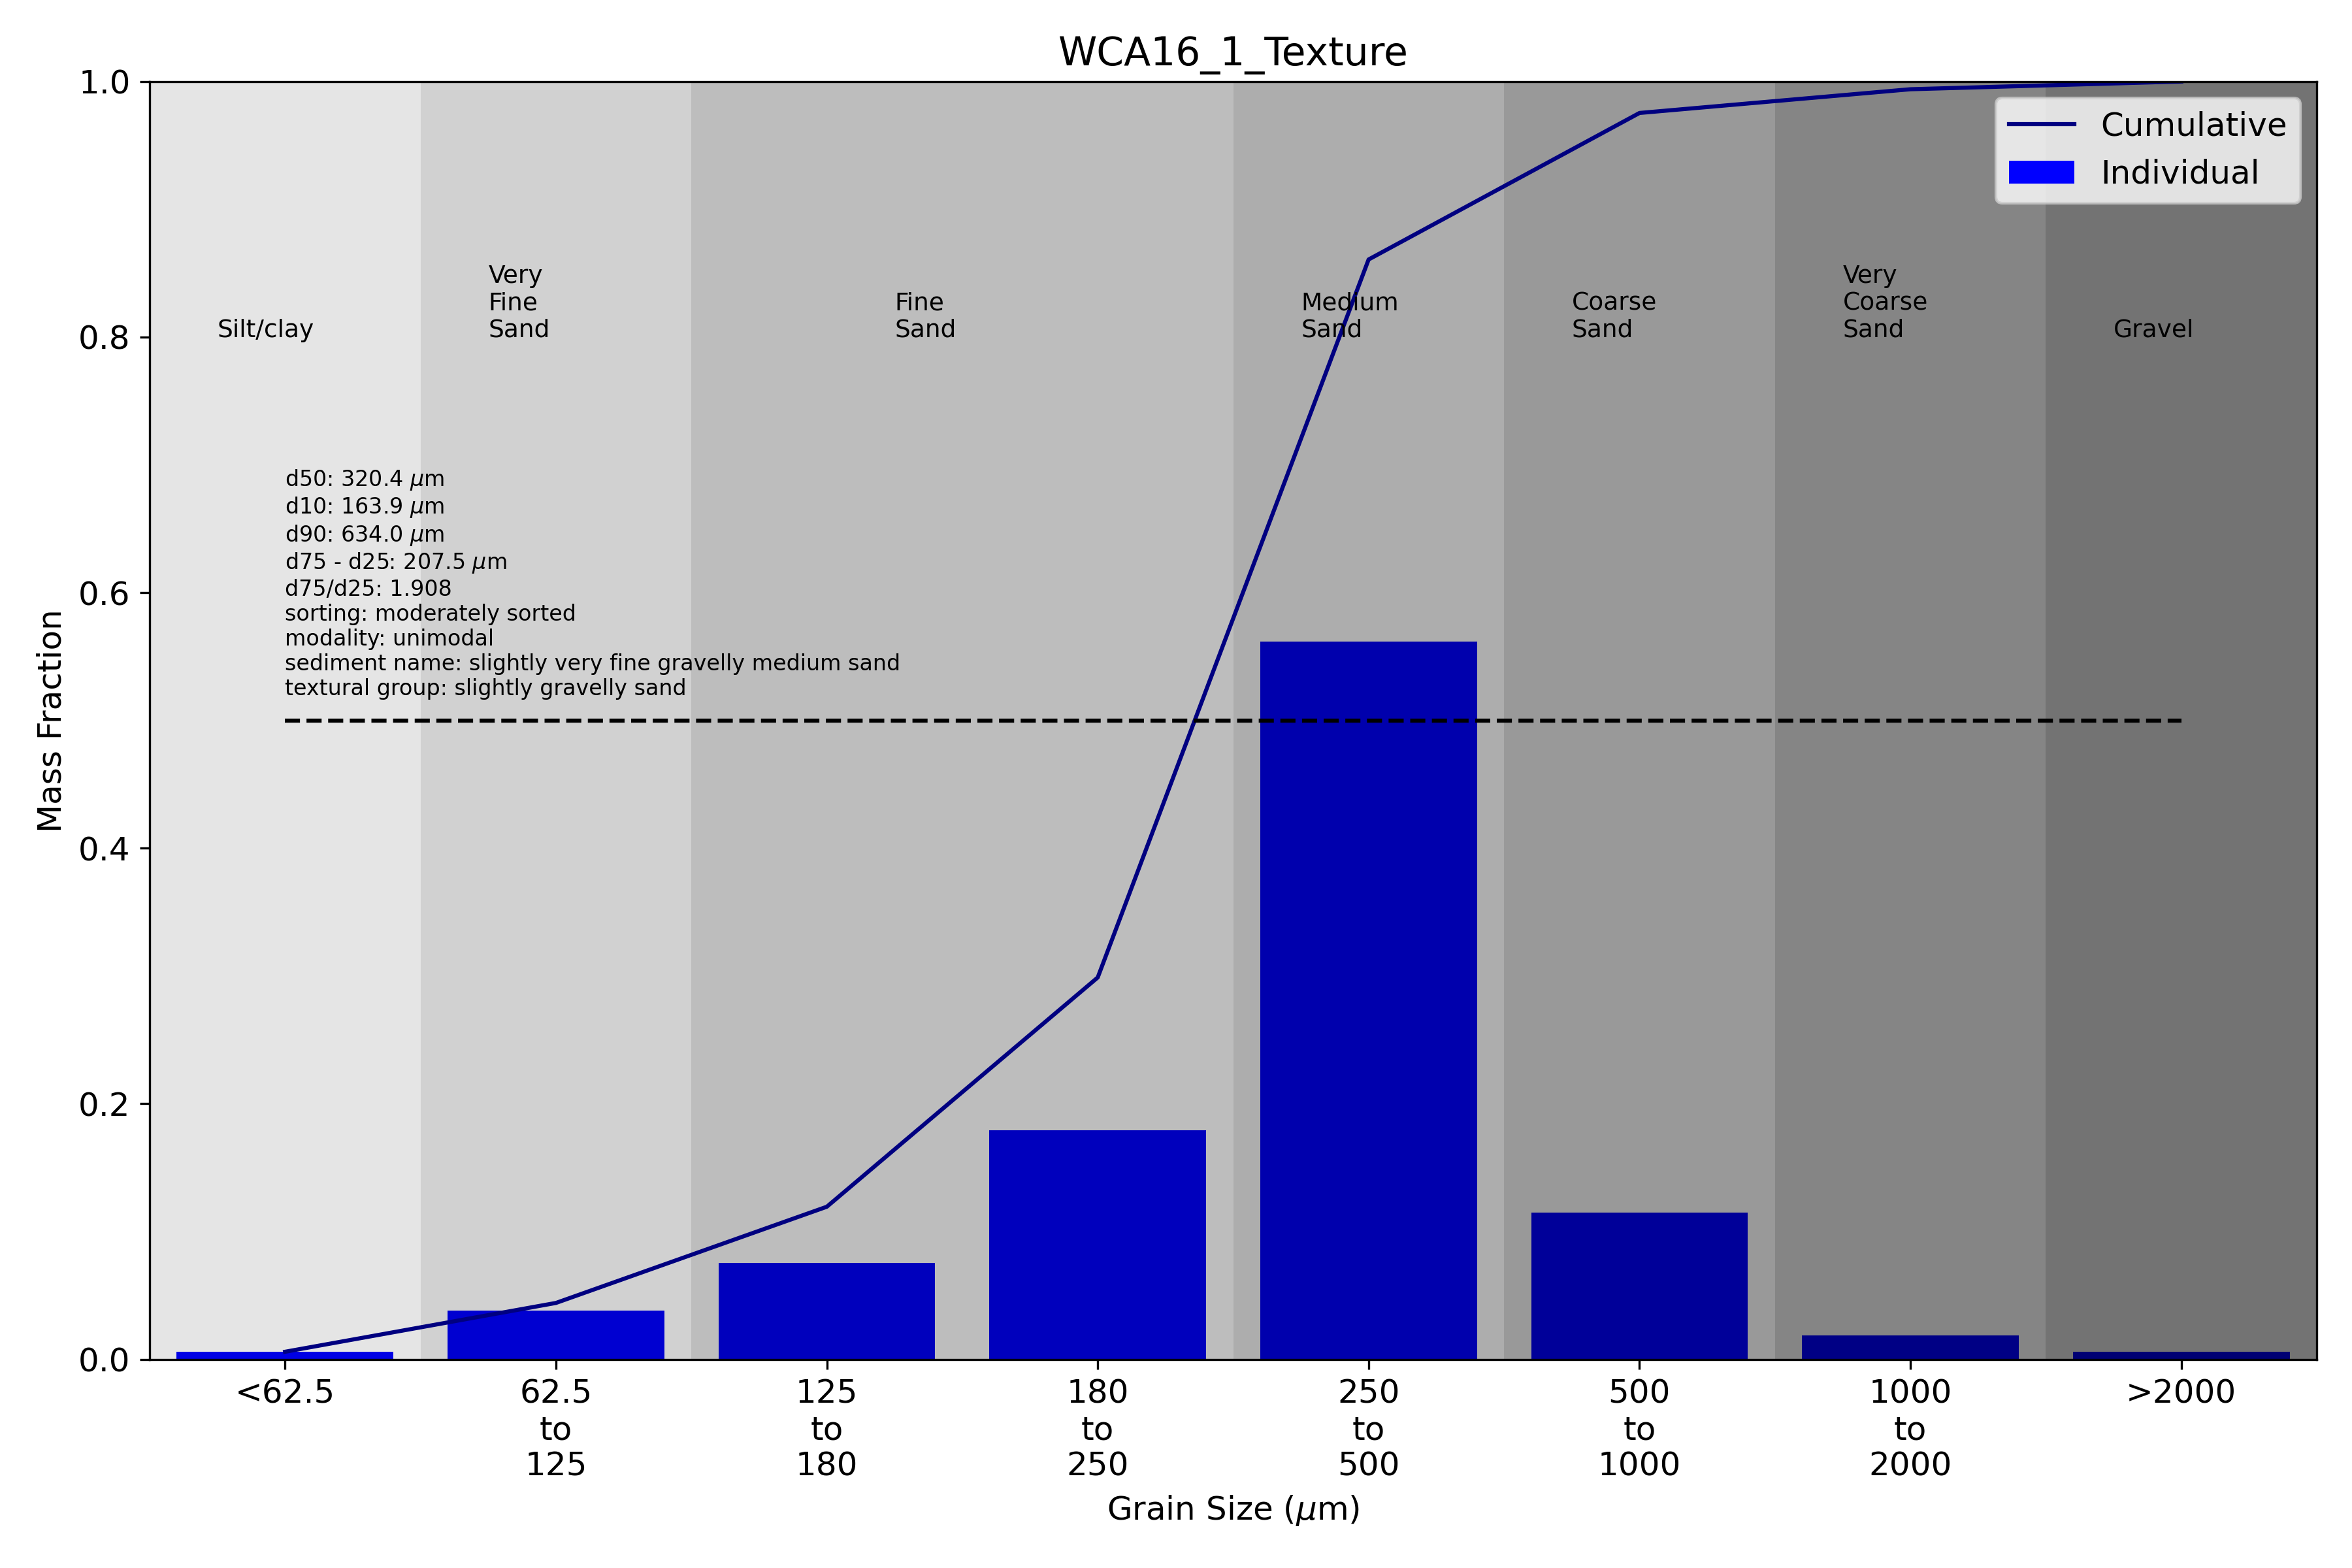 WCA16_1_Texture
1.0
0.8
0.6
0.4
0.2
0.0
Mass Fraction
Cumulative
Individual
Silt/clay
Very
Fine
Sand
Fine
Sand
Medium
Sand
Coarse
Sand
Very
Coarse
Sand
Gravel
d50: 320.4 μm
d10: 163.9 μm
d90: 634.0 μm
d75 - d25: 207.5 μm
d75/d25: 1.908
sorting: moderately sorted
modality: unimodal
sediment name: slightly very fine gravelly medium sand
textural group: slightly gravelly sand
<62.5
62.5
to
125
125
to
180
180
to
250
250
to
500
500
to
1000
1000
to
2000
>2000
Grain Size (μm)